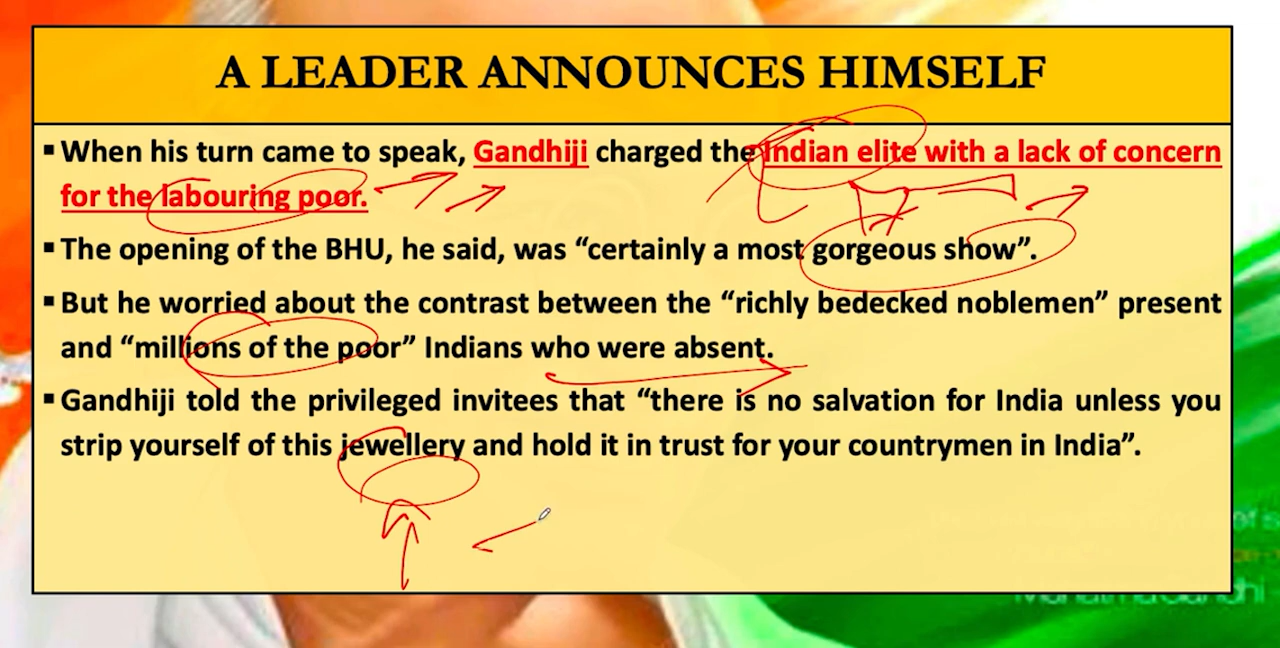 A LEADER ANNOUNCES HIMSELF
▪ When his turn came to speak, Gandhiji charged the Indian elite with a lack of concern
for the labouring poor.
▪ The opening of the BHU, he said, was “certainly a most gorgeous show”.
▪ But he worried about the contrast between the “richly bedecked noblemen” present
and “millions of the poor” Indians who were absent.
▪ Gandhiji told the privileged invitees that “there is no salvation for India unless you
strip yourself of this jewellery and hold it in trust for your countrymen in India”.
Mahatma Gandhi